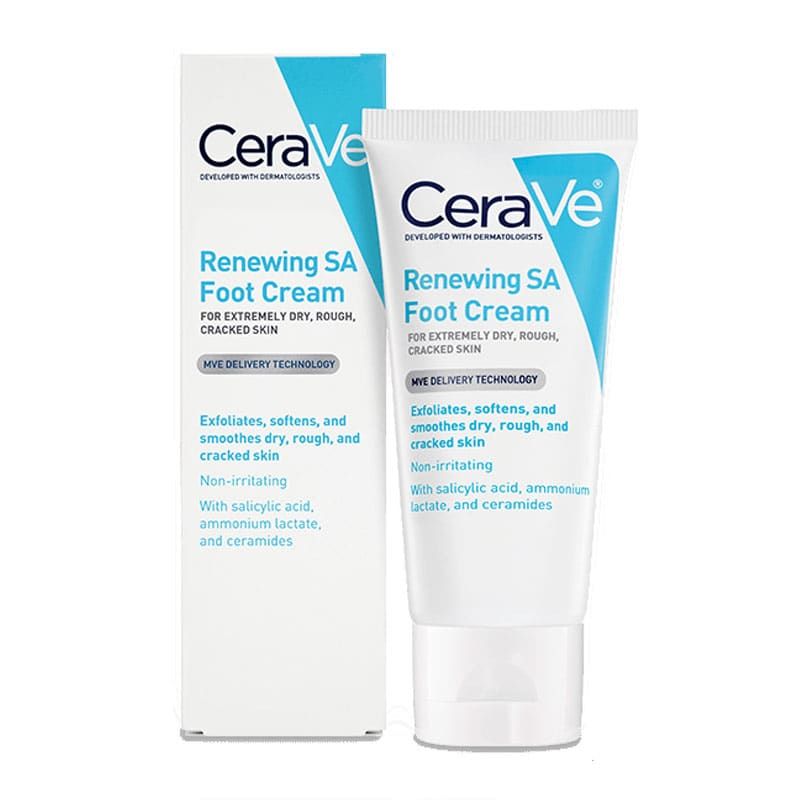 CeraVe
DEVELOPED WITH DERMATOLOGISTS
Renewing SA
Foot Cream
FOR EXTREMELY DRY, ROUGH,
CRACKED SKIN
MVE DELIVERY TECHNOLOGY
Exfoliates, softens, and
smoothes dry, rough, and
cracked skin
Non-irritating
With salicylic acid,
ammonium lactate,
and ceramides
CeraVe®
DEVELOPED WITH DERMATOLOGISTS
Renewing SA
Foot Cream
FOR EXTREMELY DRY, ROUGH,
CRACKED SKIN
MVE DELIVERY TECHNOLOGY
Exfoliates, softens, and
smoothes dry, rough, and
cracked skin
Non-irritating
With salicylic acid, ammonium
lactate, and ceramides